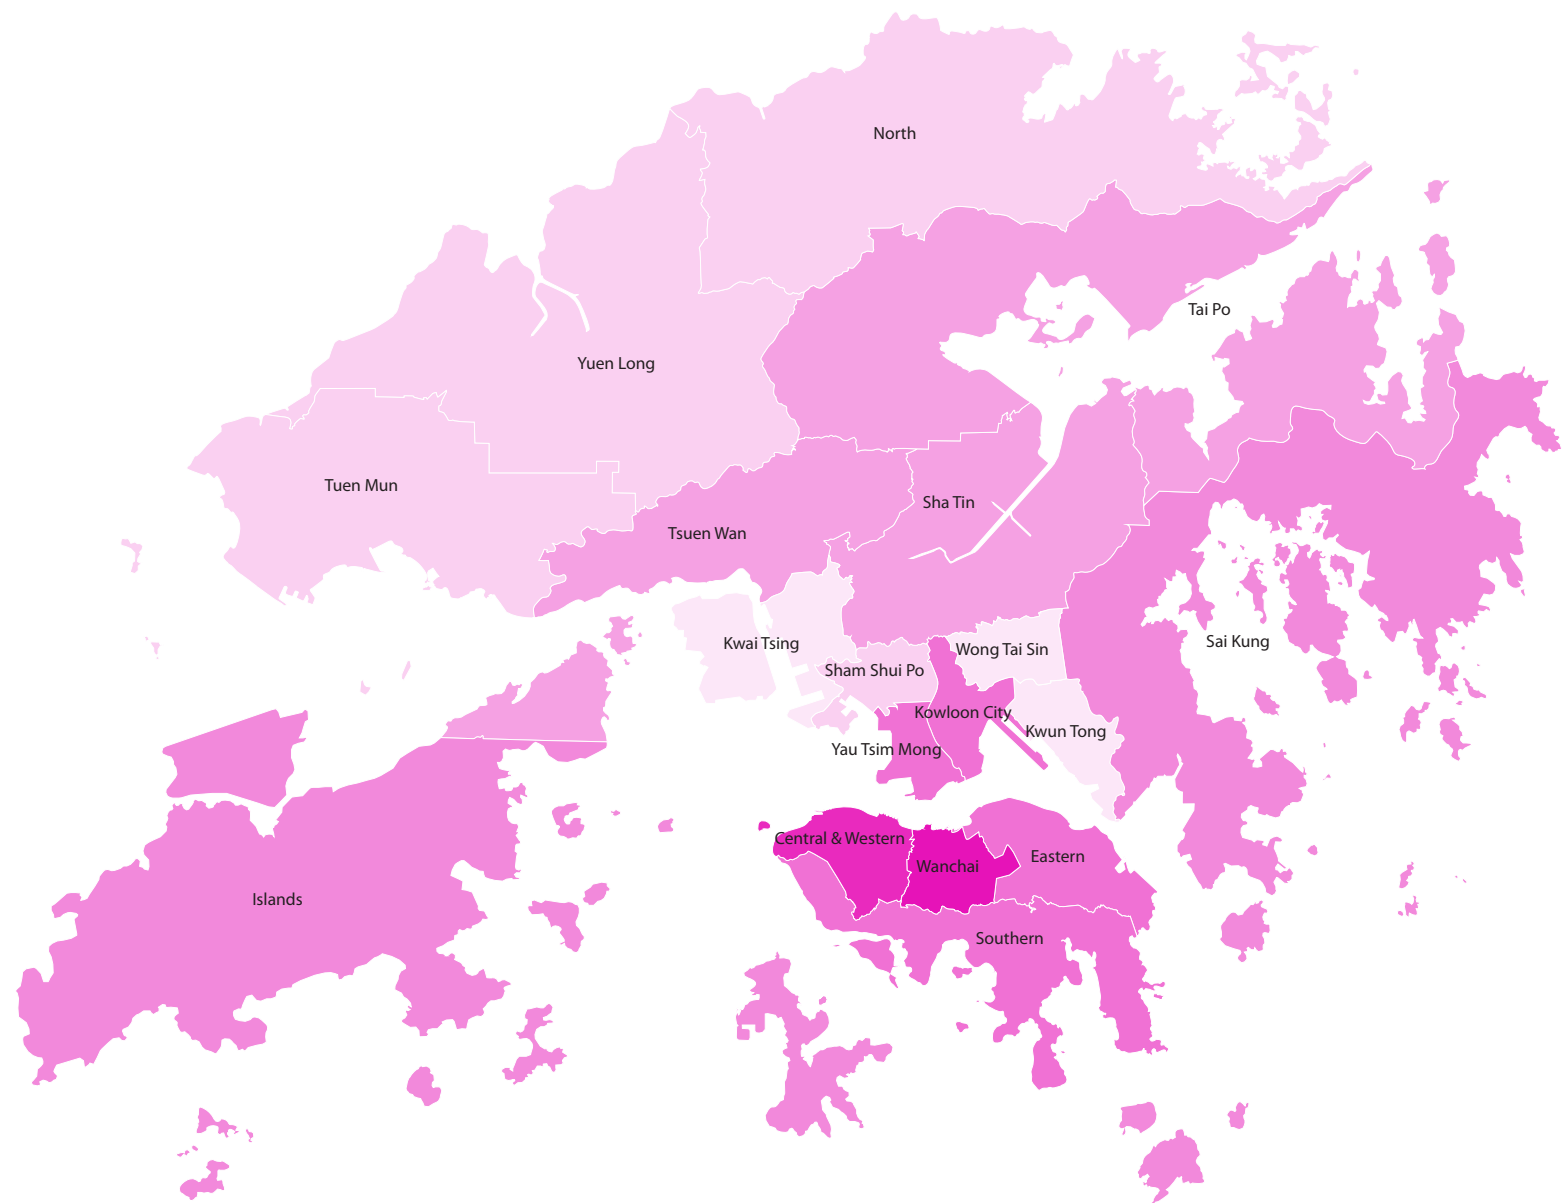 North
Tai Po
Yuen Long
Tuen Mun
Sha Tin
Tsuen Wan
Kwai Tsing
Wong Tai Sin
Sai Kung
Sham Shui Po
Kowloon City
Kwun Tong
Yau Tsim Mong
Central & Western
Wanchai
Eastern
Islands
Southern